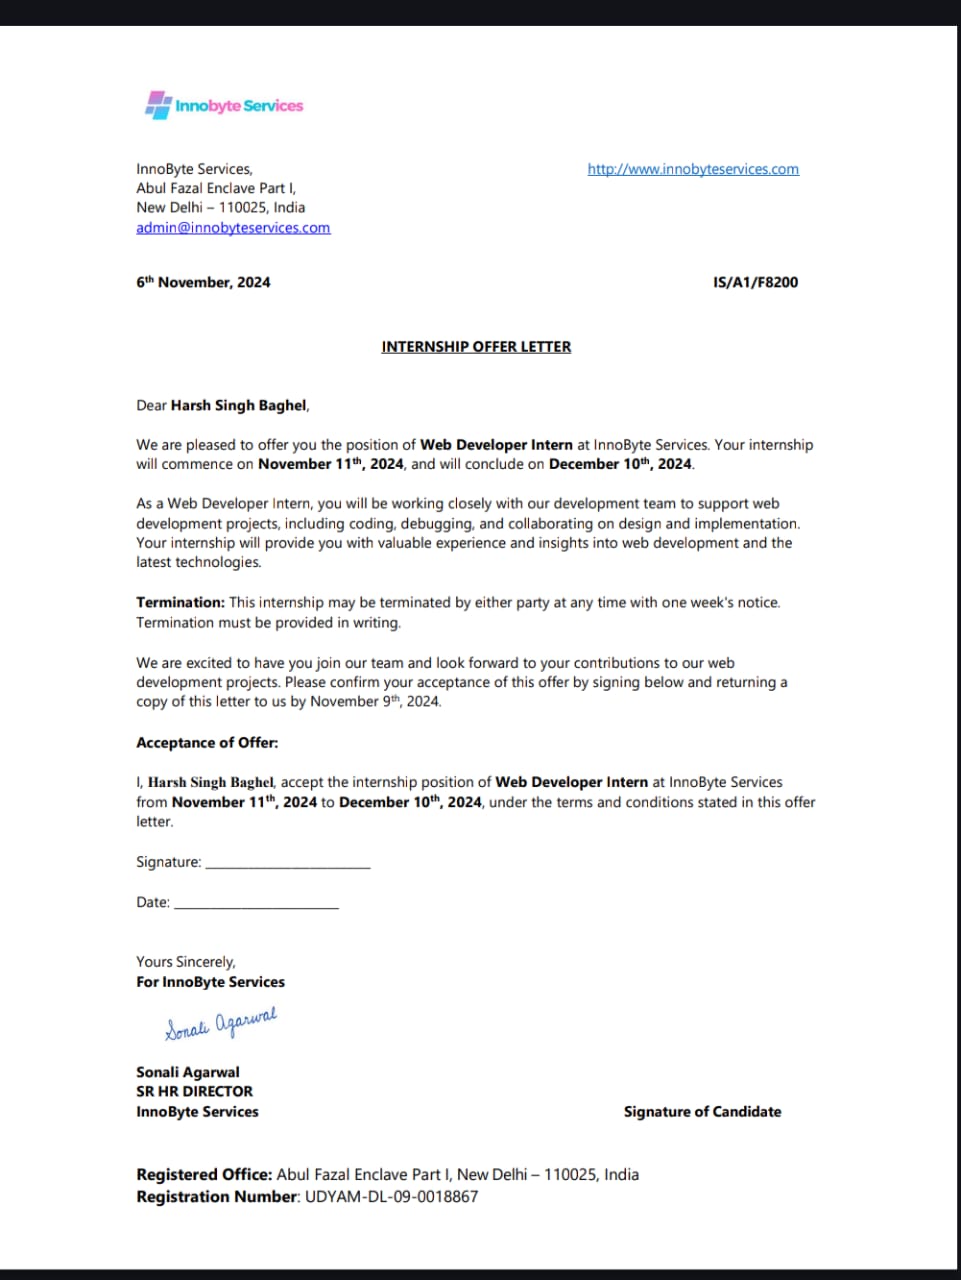 Innobyte Services
InnoByte Services,
http://www.innobyteservices.com
Abul Fazal Enclave Part I,
New Delhi – 110025, India
admin@innobyteservices.com
6th November, 2024
IS/A1/F8200
INTERNSHIP OFFER LETTER
Dear Harsh Singh Baghel,
We are pleased to offer you the position of Web Developer Intern at InnoByte Services. Your internship
will commence on November 11th, 2024, and will conclude on December 10th, 2024.
As a Web Developer Intern, you will be working closely with our development team to support web
development projects, including coding, debugging, and collaborating on design and implementation.
Your internship will provide you with valuable experience and insights into web development and the
latest technologies.
Termination: This internship may be terminated by either party at any time with one week's notice.
Termination must be provided in writing.
We are excited to have you join our team and look forward to your contributions to our web
development projects. Please confirm your acceptance of this offer by signing below and returning a
copy of this letter to us by November 9th, 2024.
Acceptance of Offer:
I, Harsh Singh Baghel, accept the internship position of Web Developer Intern at InnoByte Services
from November 11th, 2024 to December 10th, 2024, under the terms and conditions stated in this offer
letter.
Signature: ______________________
Date: ______________________
Yours Sincerely,
For InnoByte Services
Sonali Agarwal
Sonali Agarwal
SR HR DIRECTOR
InnoByte Services
Signature of Candidate
Registered Office: Abul Fazal Enclave Part I, New Delhi – 110025, India
Registration Number: UDYAM-DL-09-0018867